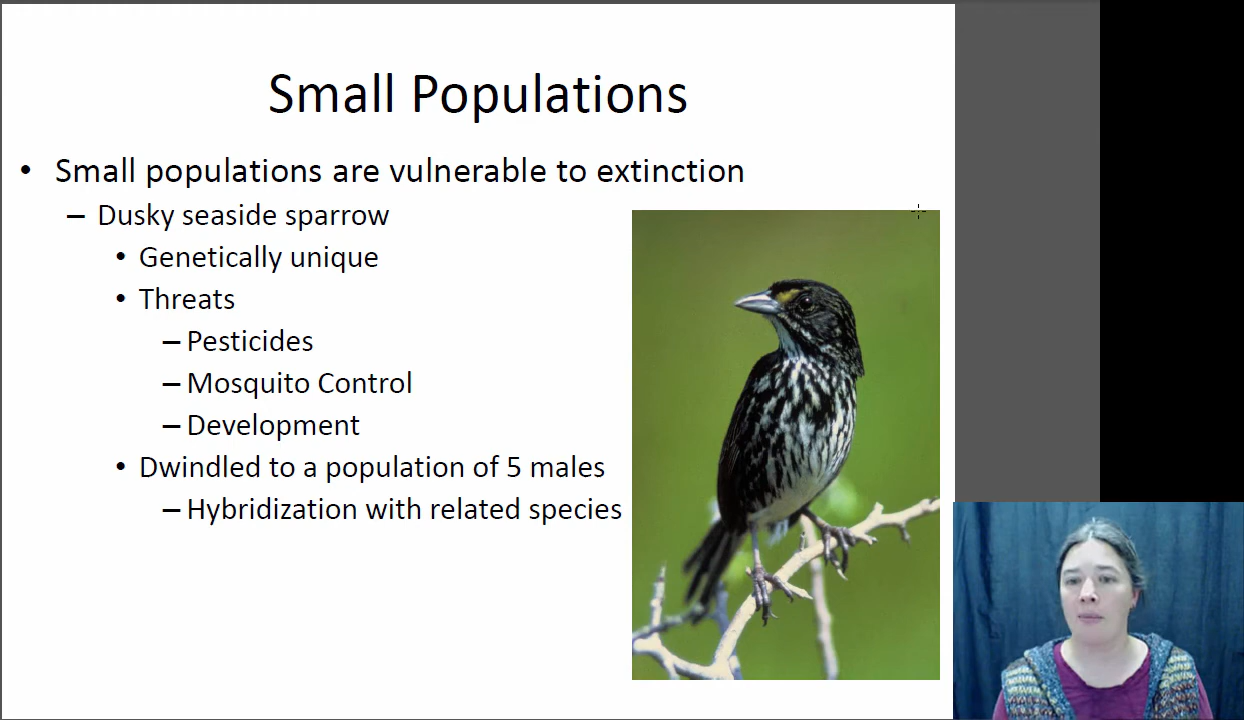 Small Populations
• Small populations are vulnerable to extinction
– Dusky seaside sparrow
• Genetically unique
• Threats
– Pesticides
– Mosquito Control
– Development
• Dwindled to a population of 5 males
– Hybridization with related species